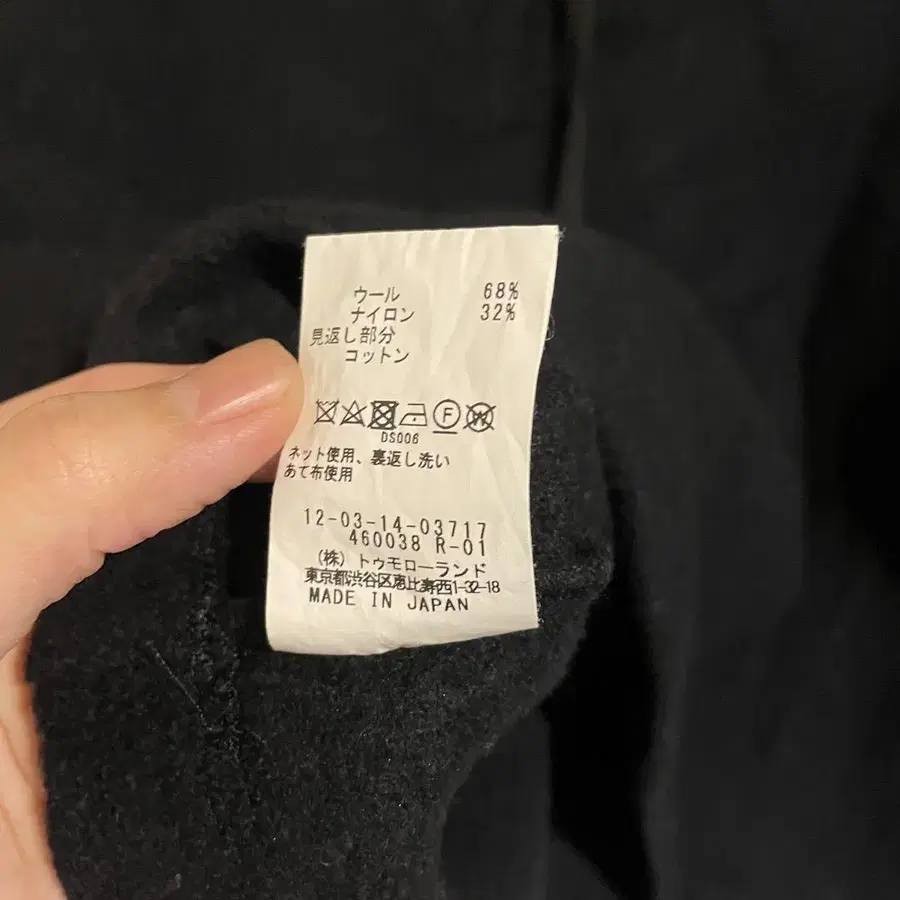 ウール 68%
ナイロン 32%
見返し部分
コットン
F W
DS006
ネット使用、裏返し洗い
あて布使用
12-03-14-03717
460038 R-01
(株)トゥモローランド
東京都渋谷区恵比寿西1-32-18
MADE IN JAPAN